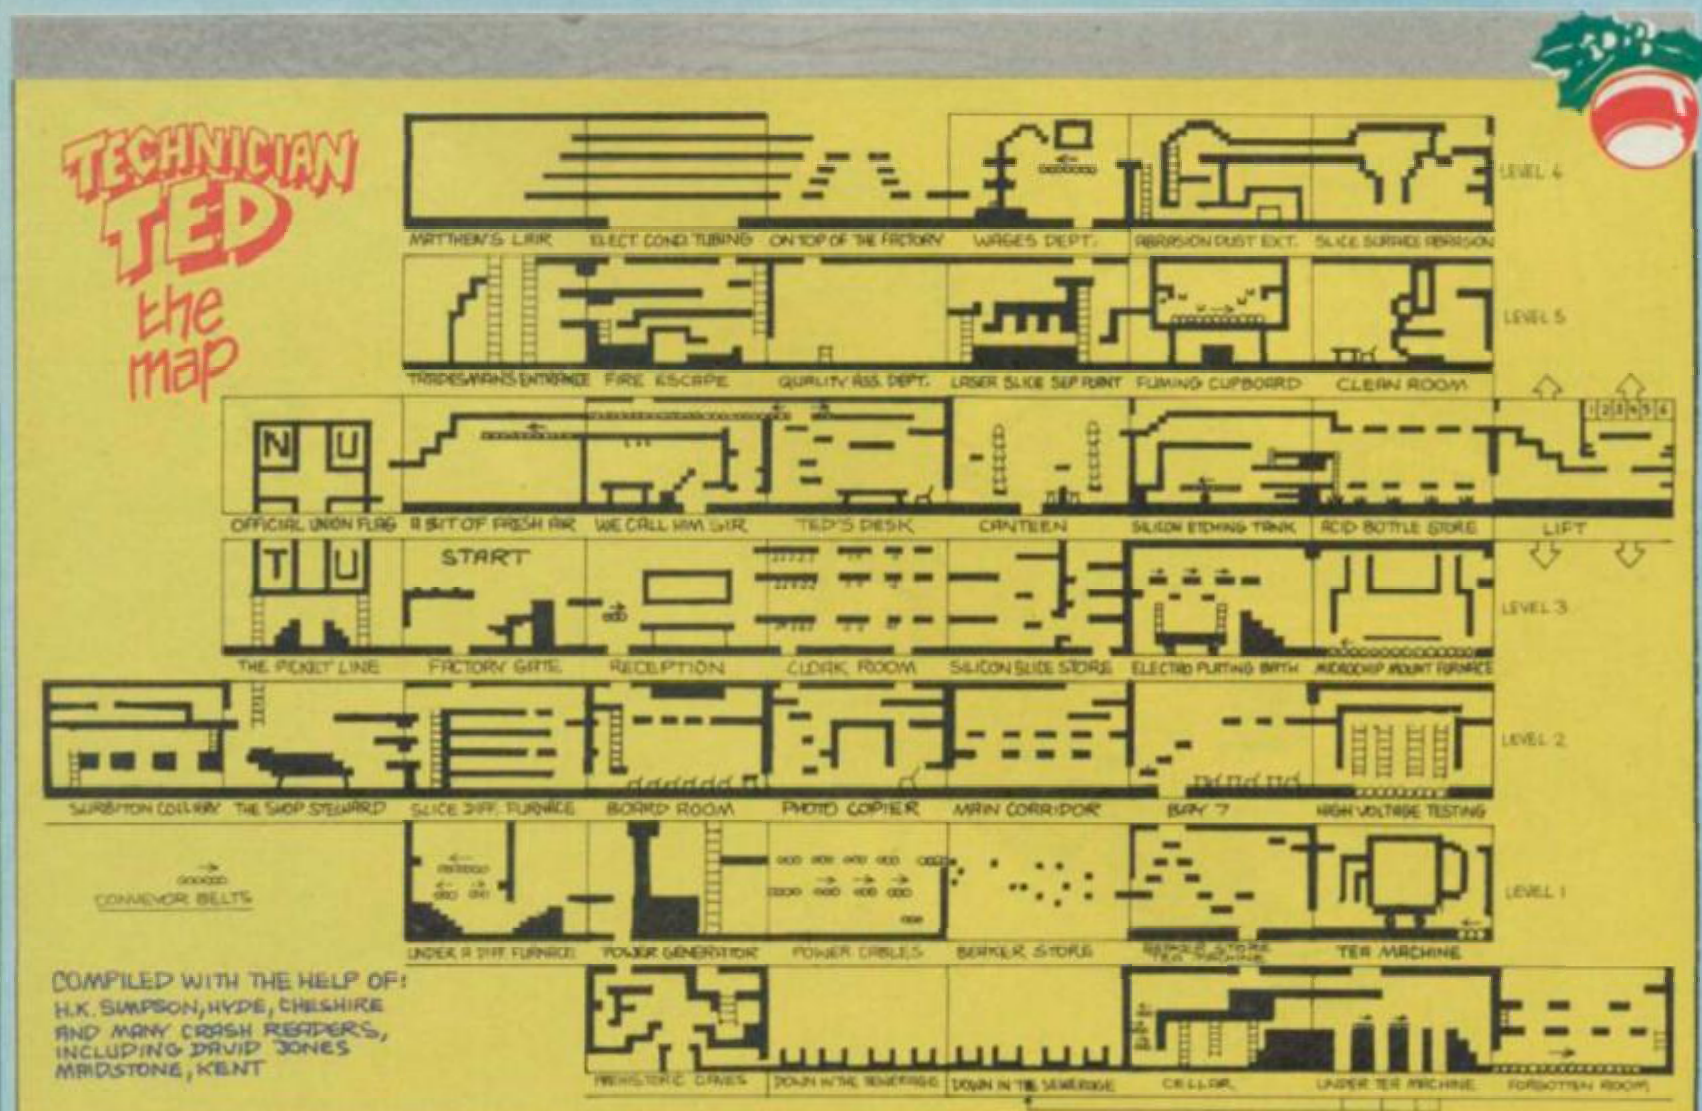 TECHNICIAN
TED
the
map
MATTHEW'S LAIR ELECT. COND. TUBING ON TOP OF THE FACTORY WAGES DEPT. ABRASION DUST EXT. SLICE SURFACE ABRASION
LEVEL 6
TRADESMAN'S ENTRANCE FIRE ESCAPE QUALITY ASS. DEPT. LASER SLICE SEP PLANT FUMING CUPBOARD CLEAN ROOM
LEVEL 5
N U
1 2 3 4 5 6
OFFICIAL UNION FLAG A BIT OF FRESH AIR WE CALL HIM SIR TED'S DESK CANTEEN SILICON ETCHING TANK ACID BOTTLE STORE LIFT
T U
START
LEVEL 3
THE PICKET LINE FACTORY GATE RECEPTION CLOAK ROOM SILICON SLICE STORE ELECTRO PLATING BATH MICROCHIP MOUNT FURNACE
LEVEL 2
SURBITON COLLIERY THE SHOP STEWARD SLICE DIFF. FURNACE BOARD ROOM PHOTO COPIER MAIN CORRIDOR BAY 7 HIGH VOLTAGE TESTING
LEVEL 1
CONVEYOR BELTS
UNDER A DIFF FURNACE POWER GENERATOR POWER CABLES BEAKER STORE BEAKER STORE TEA MACHINE TEA MACHINE
COMPILED WITH THE HELP OF:
H.K. SIMPSON, HYDE, CHESHIRE
AND MANY CRASH READERS,
INCLUDING DAVID JONES
MAIDSTONE, KENT
PREHISTORIC CAVES DOWN IN THE SEWERAGE DOWN IN THE SEWERAGE CELLAR UNDER TEA MACHINE FORGOTTEN ROOM